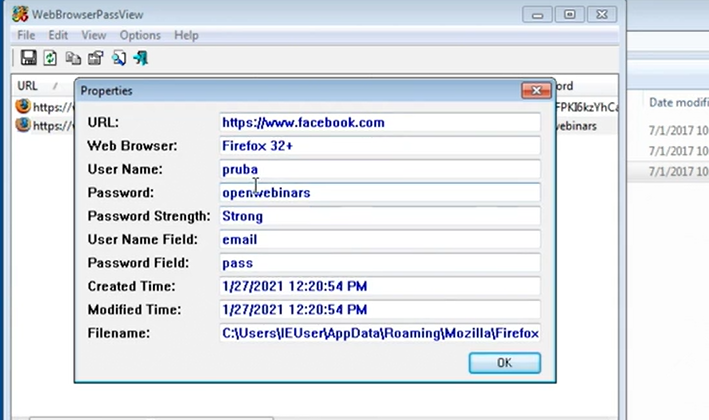 WebBrowserPassView
File Edit View Options Help
URL / ord
https:// FPKI6kzYhCa
https:// webinars
Properties
URL: https://www.facebook.com
Web Browser: Firefox 32+
User Name: pruba
Password: openwebinars
Password Strength: Strong
User Name Field: email
Password Field: pass
Created Time: 1/27/2021 12:20:54 PM
Modified Time: 1/27/2021 12:20:54 PM
Filename: C:\Users\IEUser\AppData\Roaming\Mozilla\Firefox
OK
Date modifi
7/1/2017 10
7/1/2017 10
7/1/2017 10